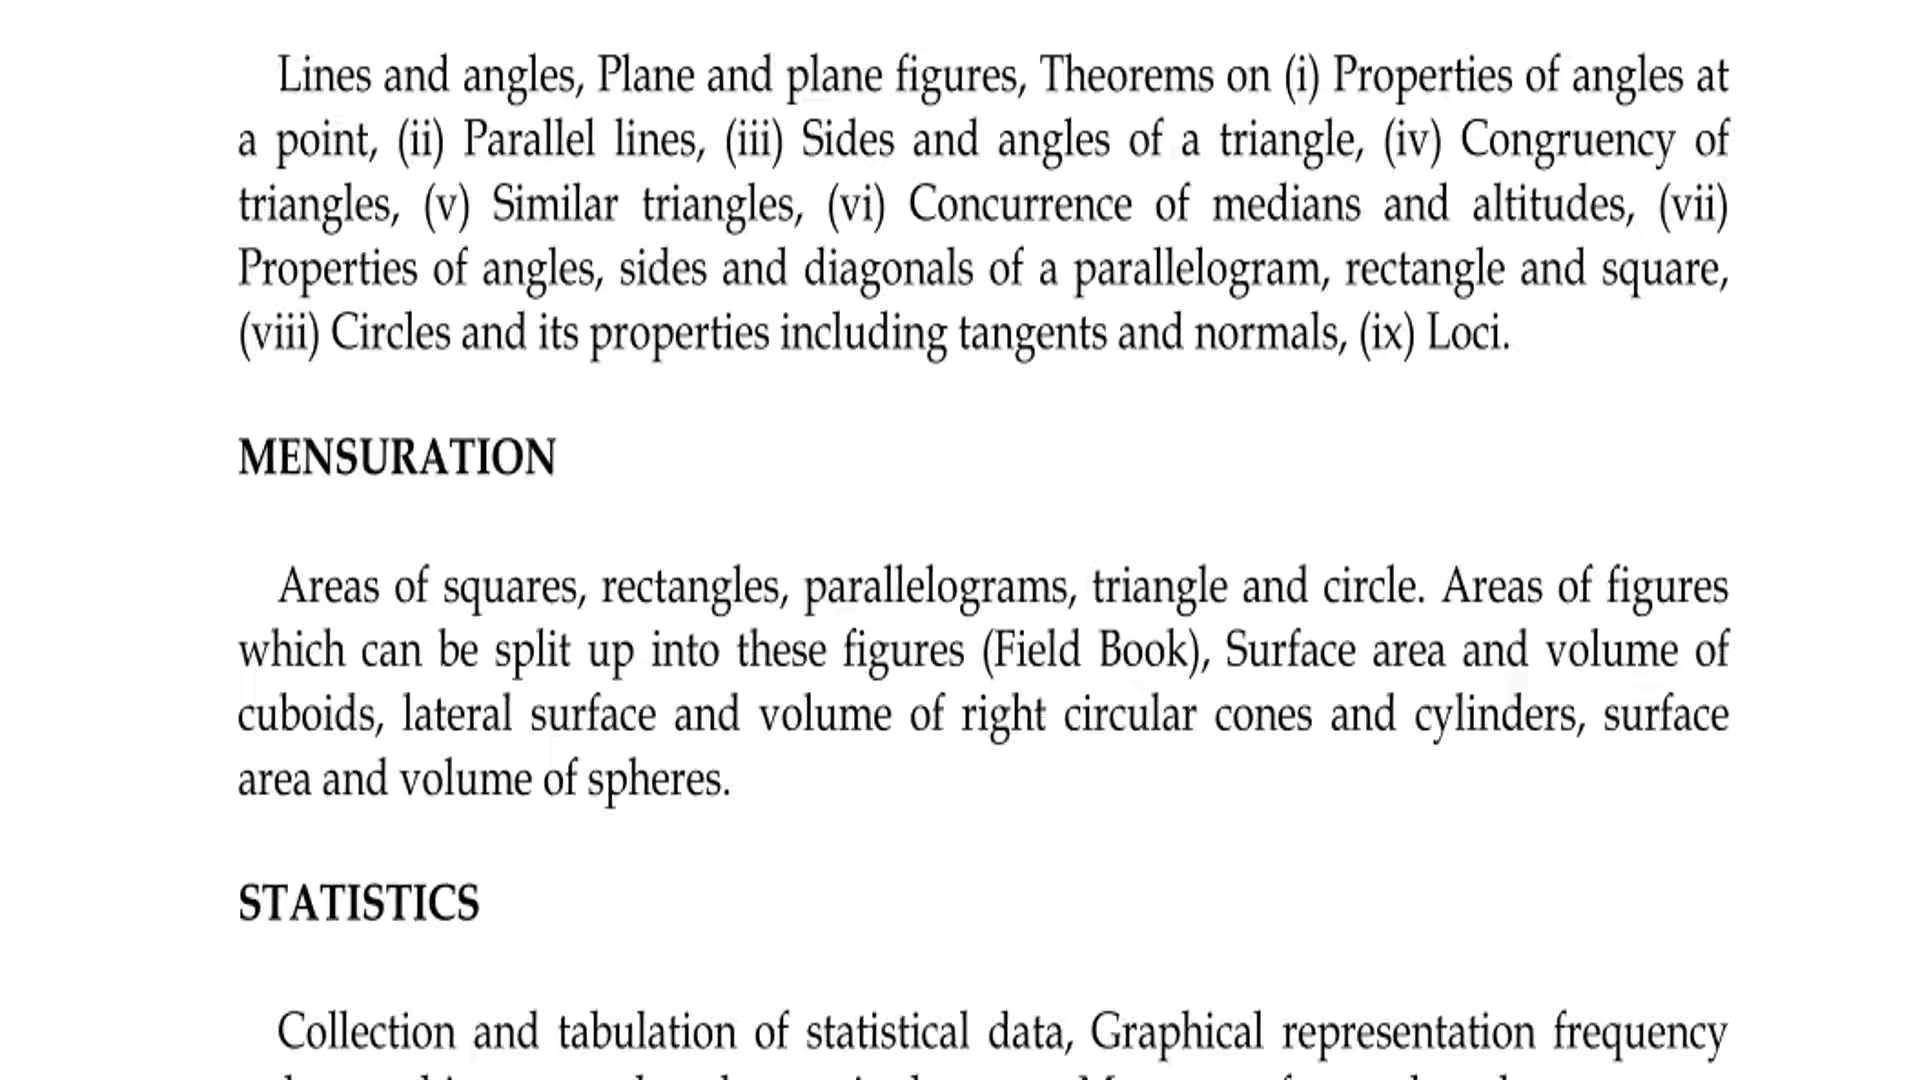 Lines and angles, Plane and plane figures, Theorems on (i) Properties of angles at
a point, (ii) Parallel lines, (iii) Sides and angles of a triangle, (iv) Congruency of
triangles, (v) Similar triangles, (vi) Concurrence of medians and altitudes, (vii)
Properties of angles, sides and diagonals of a parallelogram, rectangle and square,
(viii) Circles and its properties including tangents and normals, (ix) Loci.
MENSURATION
Areas of squares, rectangles, parallelograms, triangle and circle. Areas of figures
which can be split up into these figures (Field Book), Surface area and volume of
cuboids, lateral surface and volume of right circular cones and cylinders, surface
area and volume of spheres.
STATISTICS
Collection and tabulation of statistical data, Graphical representation frequency